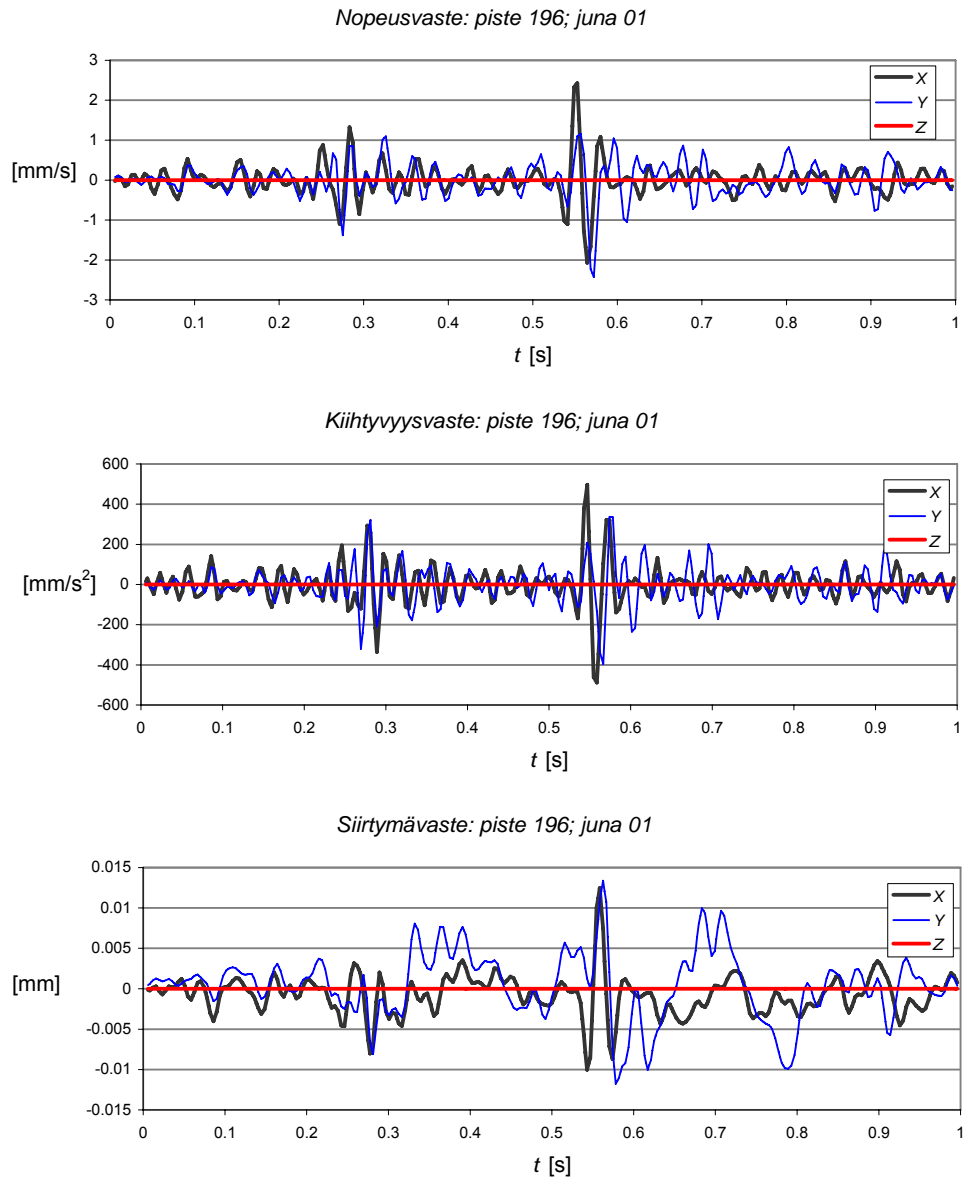 Nopeusvaste: piste 196; juna 01
3
2
1
0
-1
-2
-3
[mm/s]
X
Y
Z
0 0.1 0.2 0.3 0.4 0.5 0.6 0.7 0.8 0.9 1
t [s]
Kiihtyvyysvaste: piste 196; juna 01
600
400
200
0
-200
-400
-600
[mm/s²]
X
Y
Z
0 0.1 0.2 0.3 0.4 0.5 0.6 0.7 0.8 0.9 1
t [s]
Siirtymävaste: piste 196; juna 01
0.015
0.01
0.005
0
-0.005
-0.01
-0.015
[mm]
X
Y
Z
0 0.1 0.2 0.3 0.4 0.5 0.6 0.7 0.8 0.9 1
t [s]